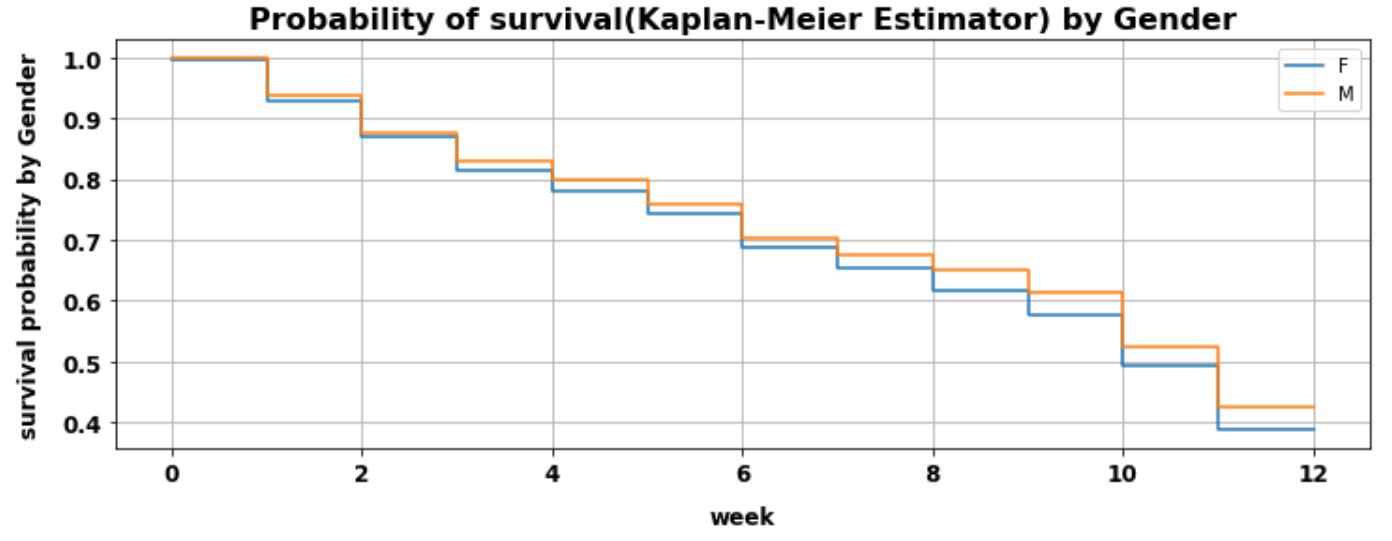 Probability of survival(Kaplan-Meier Estimator) by Gender
survival probability by Gender
1.0
0.9
0.8
0.7
0.6
0.5
0.4
F
M
0 2 4 6 8 10 12
week